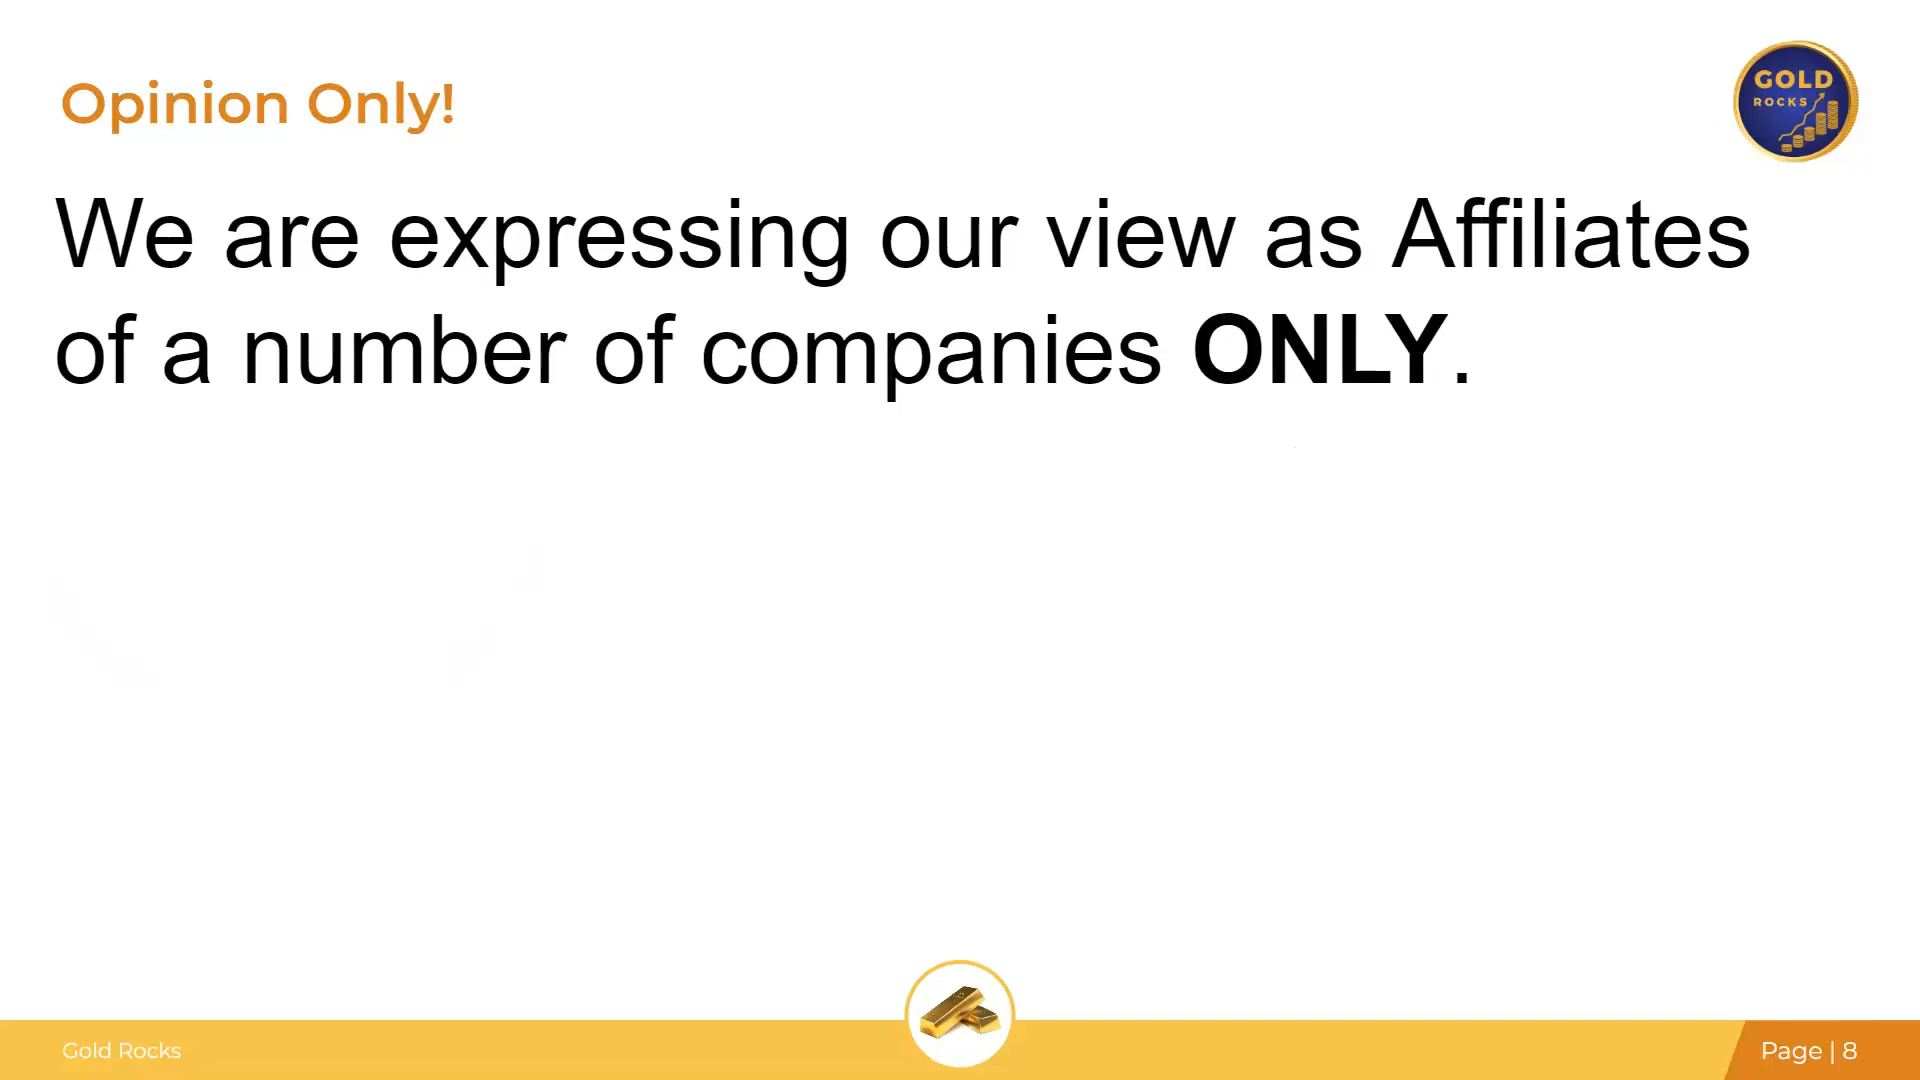 Opinion Only!
GOLD
ROCKS
We are expressing our view as Affiliates
of a number of companies ONLY.
Gold Rocks
Page | 8